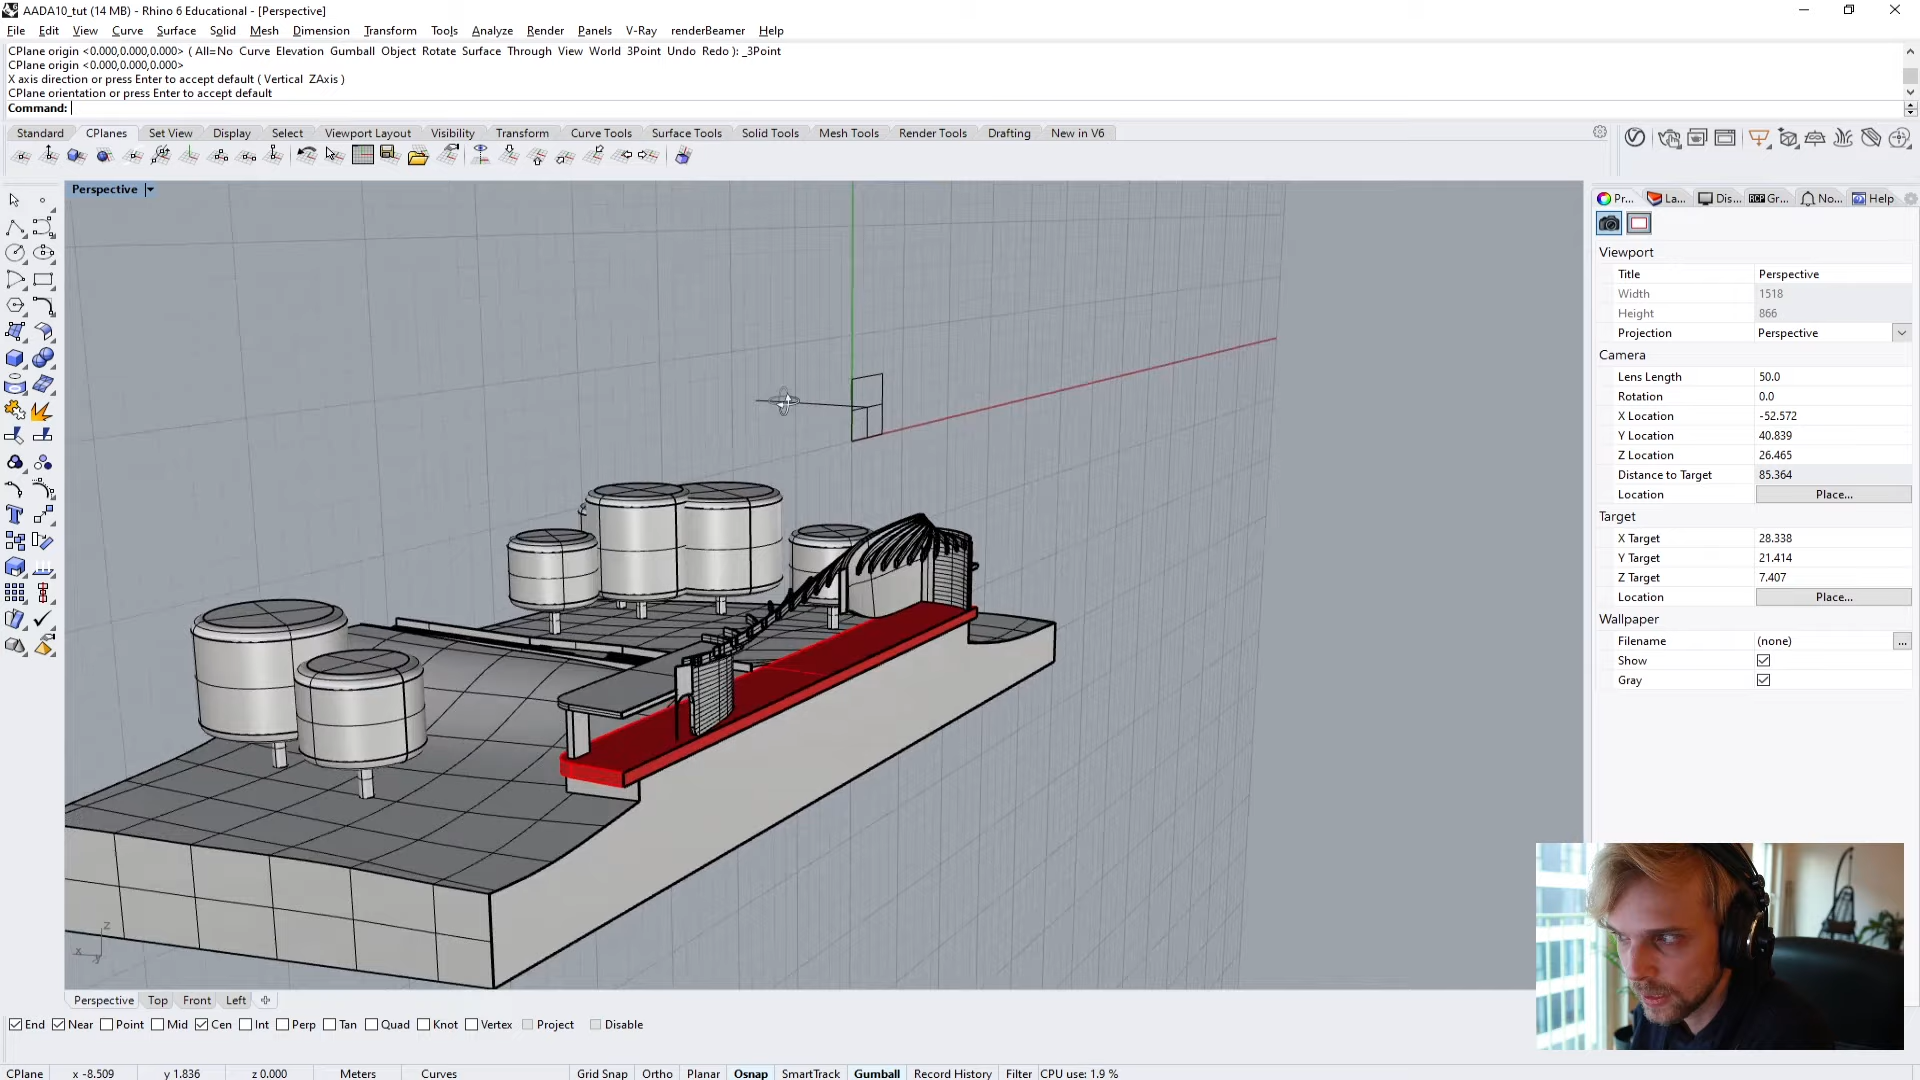 AADA10_tut (14 MB) - Rhino 6 Educational - [Perspective]
File Edit View Curve Surface Solid Mesh Dimension Transform Tools Analyze Render Panels V-Ray renderBeamer Help
CPlane origin <0.000,0.000,0.000> ( All=No Curve Elevation Gumball Object Rotate Surface Through View World 3Point Undo Redo ): _3Point
CPlane origin <0.000,0.000,0.000>
X axis direction or press Enter to accept default ( Vertical ZAxis )
CPlane orientation or press Enter to accept default
Command:
Standard CPlanes Set View Display Select Viewport Layout Visibility Transform Curve Tools Surface Tools Solid Tools Mesh Tools Render Tools Drafting New in V6
Perspective
Pr... La... Dis... RCP Gr... No... Help
Viewport
Title Perspective
Width 1518
Height 866
Projection Perspective
Camera
Lens Length 50.0
Rotation 0.0
X Location -52.572
Y Location 40.839
Z Location 26.465
Distance to Target 85.364
Location Place...
Target
X Target 28.338
Y Target 21.414
Z Target 7.407
Location Place...
Wallpaper
Filename (none) ...
Show
Gray
z
x
y
Perspective Top Front Left
End Near Point Mid Cen Int Perp Tan Quad Knot Vertex Project Disable
CPlane x -8.509 y 1.836 z 0.000 Meters Curves Grid Snap Ortho Planar Osnap SmartTrack Gumball Record History Filter CPU use: 1.9 %